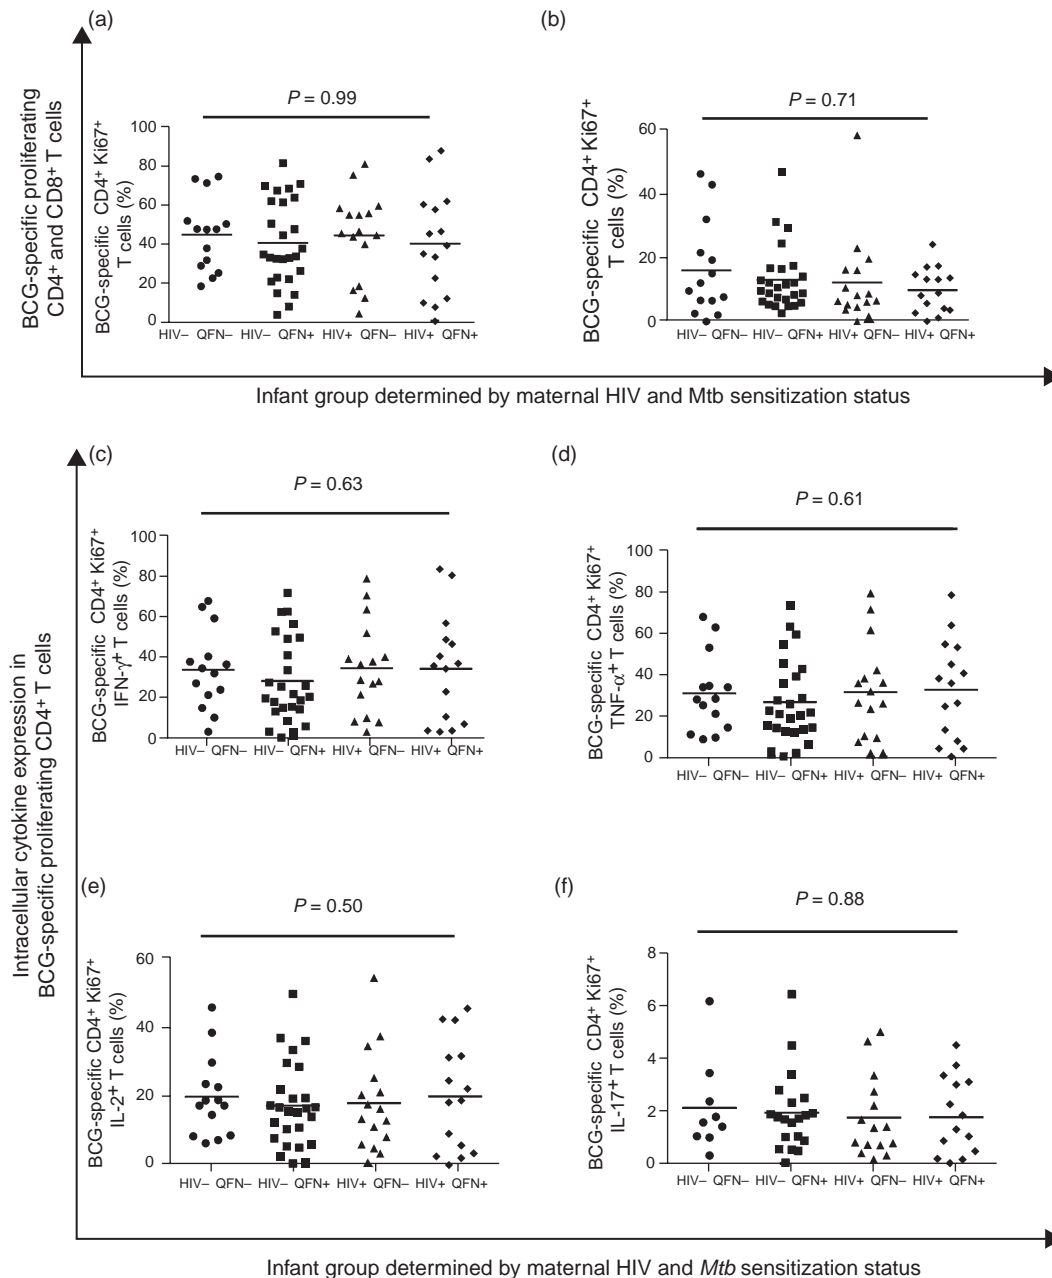 (a)
(b)
BCG-specific proliferating
CD4+ and CD8+ T cells
P = 0.99
BCG-specific CD4+ Ki67+
T cells (%)
100
80
60
40
20
0
HIV– QFN– HIV– QFN+ HIV+ QFN– HIV+ QFN+
P = 0.71
BCG-specific CD4+ Ki67+
T cells (%)
60
40
20
0
HIV– QFN– HIV– QFN+ HIV+ QFN– HIV+ QFN+
Infant group determined by maternal HIV and Mtb sensitization status
Intracellular cytokine expression in
BCG-specific proliferating CD4+ T cells
(c)
P = 0.63
BCG-specific CD4+ Ki67+
IFN-γ+ T cells (%)
100
80
60
40
20
0
HIV– QFN– HIV– QFN+ HIV+ QFN– HIV+ QFN+
(d)
P = 0.61
BCG-specific CD4+ Ki67+
TNF-α+ T cells (%)
100
80
60
40
20
0
HIV– QFN– HIV– QFN+ HIV+ QFN– HIV+ QFN+
(e)
P = 0.50
BCG-specific CD4+ Ki67+
IL-2+ T cells (%)
60
40
20
0
HIV– QFN– HIV– QFN+ HIV+ QFN– HIV+ QFN+
(f)
P = 0.88
BCG-specific CD4+ Ki67+
IL-17+ T cells (%)
8
6
4
2
0
HIV– QFN– HIV– QFN+ HIV+ QFN– HIV+ QFN+
Infant group determined by maternal HIV and Mtb sensitization status